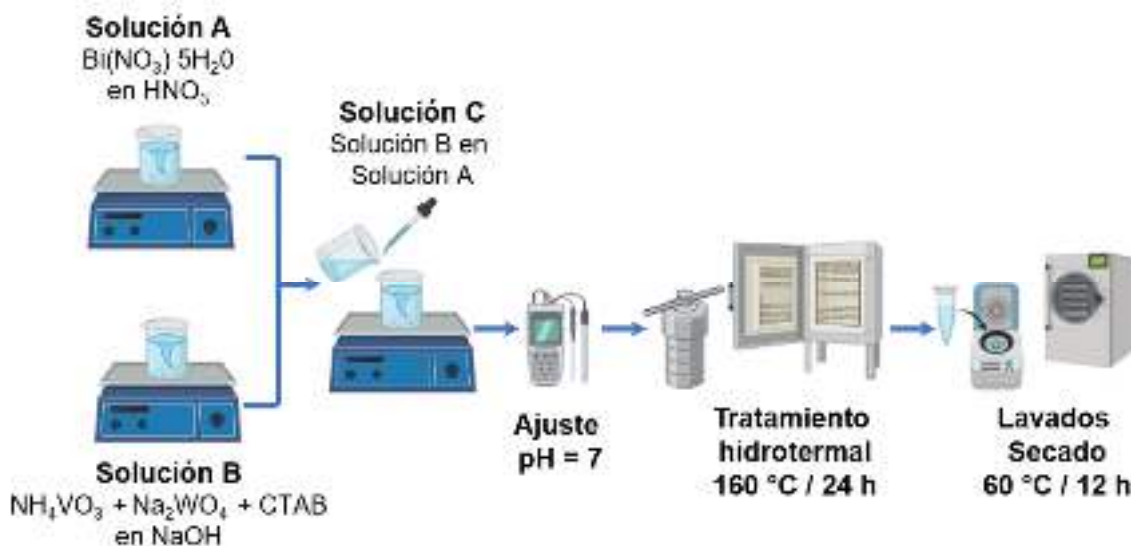 Solución A
Bi(NO₃) 5H₂0
en HNO₃
Solución C
Solución B en
Solución A
Solución B
NH₄VO₃ + Na₂WO₄ + CTAB
en NaOH
Ajuste
pH = 7
Tratamiento
hidrotermal
160 °C / 24 h
Lavados
Secado
60 °C / 12 h